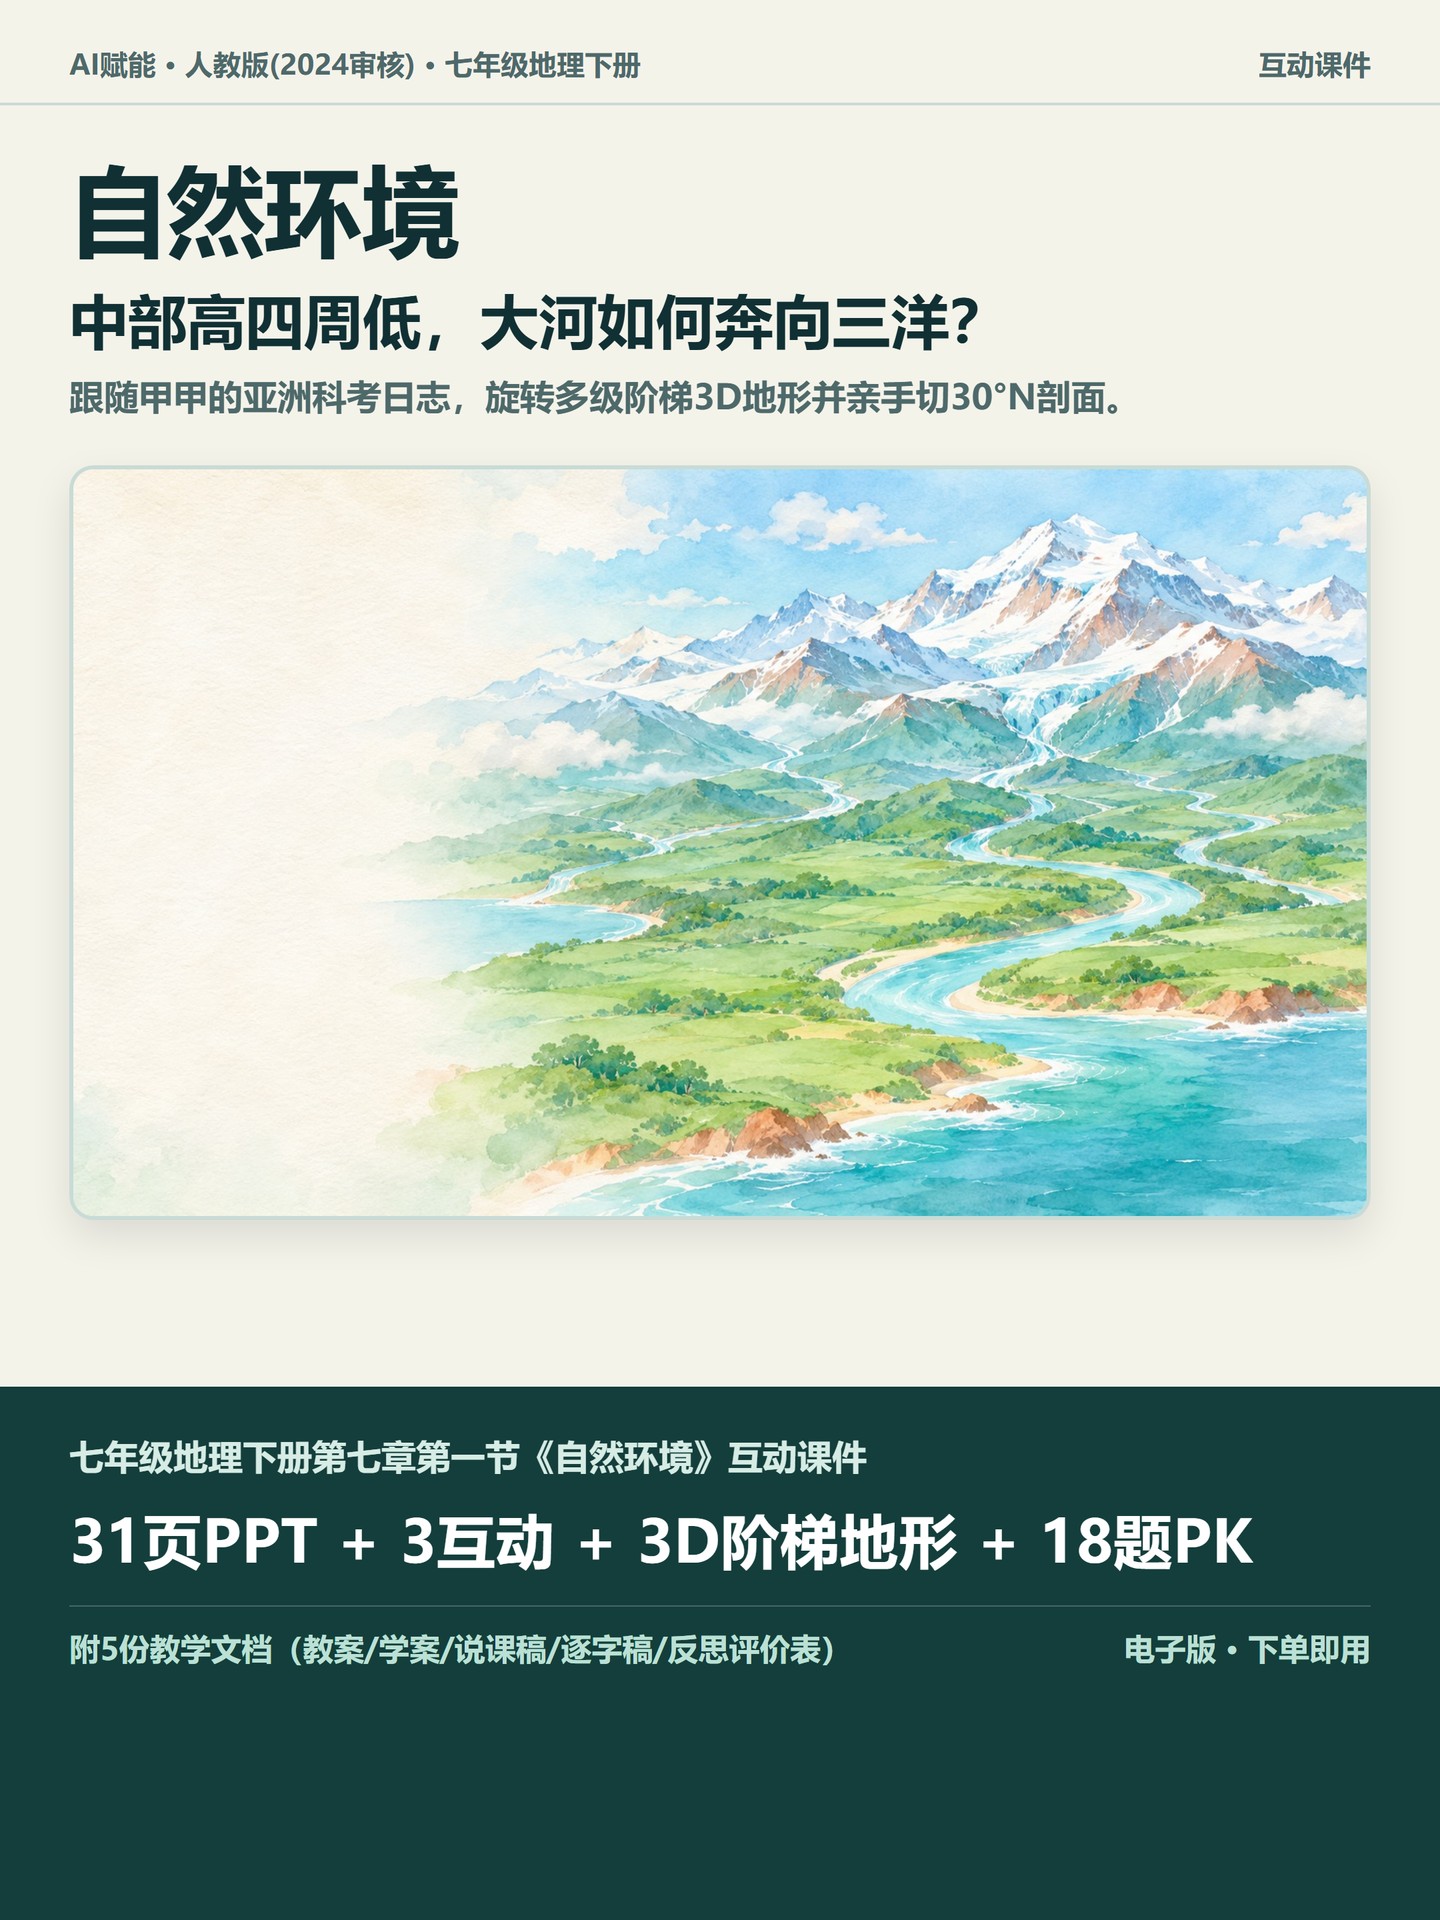 AI赋能 • 人教版(2024审核) • 七年级地理下册
互动课件
自然环境
中部高四周低，大河如何奔向三洋？
跟随甲甲的亚洲科考日志，旋转多级阶梯3D地形并亲手切30°N剖面。
七年级地理下册第七章第一节《自然环境》互动课件
31页PPT + 3互动 + 3D阶梯地形 + 18题PK
附5份教学文档（教案/学案/说课稿/逐字稿/反思评价表）
电子版 • 下单即用